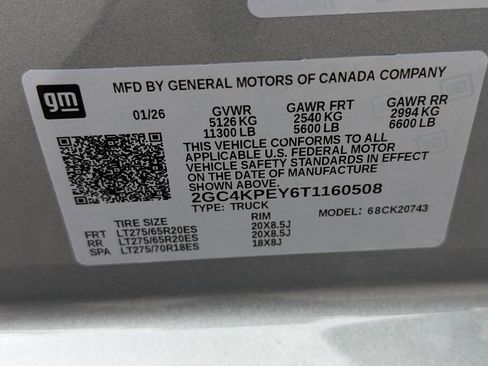 gm
MFD BY GENERAL MOTORS OF CANADA COMPANY
01/26 GVWR GAWR FRT GAWR RR
5126 KG 2540 KG 2994 KG
11300 LB 5600 LB 6600 LB
THIS VEHICLE CONFORMS TO ALL
APPLICABLE U.S. FEDERAL MOTOR
VEHICLE SAFETY STANDARDS IN EFFECT
ON THE DATE OF MANUFACTURE
SHOWN ABOVE.
2GC4KPEY6T1160508
TYPE: TRUCK MODEL: 68CK20743
TIRE SIZE RIM
FRT LT275/65R20ES 20X8.5J
RR LT275/65R20ES 20X8.5J
SPA LT275/70R18ES 18X8J